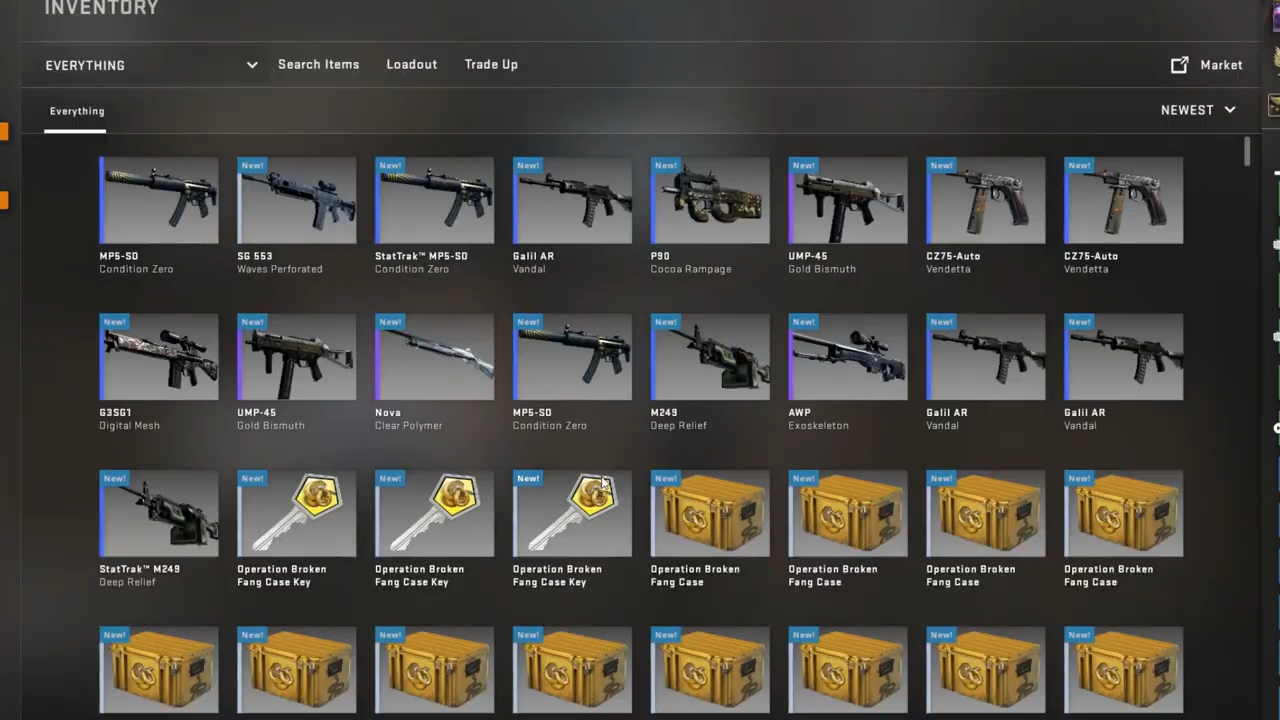 INVENTORY
EVERYTHING Search Items Loadout Trade Up Market
Everything NEWEST
New! New! New! New! New! New! New!
MP5-SD SG 553 StatTrak™ MP5-SD Galil AR P90 UMP-45 CZ75-Auto CZ75-Auto
Condition Zero Waves Perforated Condition Zero Vandal Cocoa Rampage Gold Bismuth Vendetta Vendetta
New! New! New! New! New! New! New! New!
G3SG1 UMP-45 Nova MP5-SD M249 AWP Galil AR Galil AR
Digital Mesh Gold Bismuth Clear Polymer Condition Zero Deep Relief Exoskeleton Vandal Vandal
New! New! New! New! New! New! New! New!
StatTrak™ M249 Operation Broken Operation Broken Operation Broken Operation Broken Operation Broken Operation Broken Operation Broken
Deep Relief Fang Case Key Fang Case Key Fang Case Key Fang Case Fang Case Fang Case Fang Case
New! New! New! New! New! New! New! New!